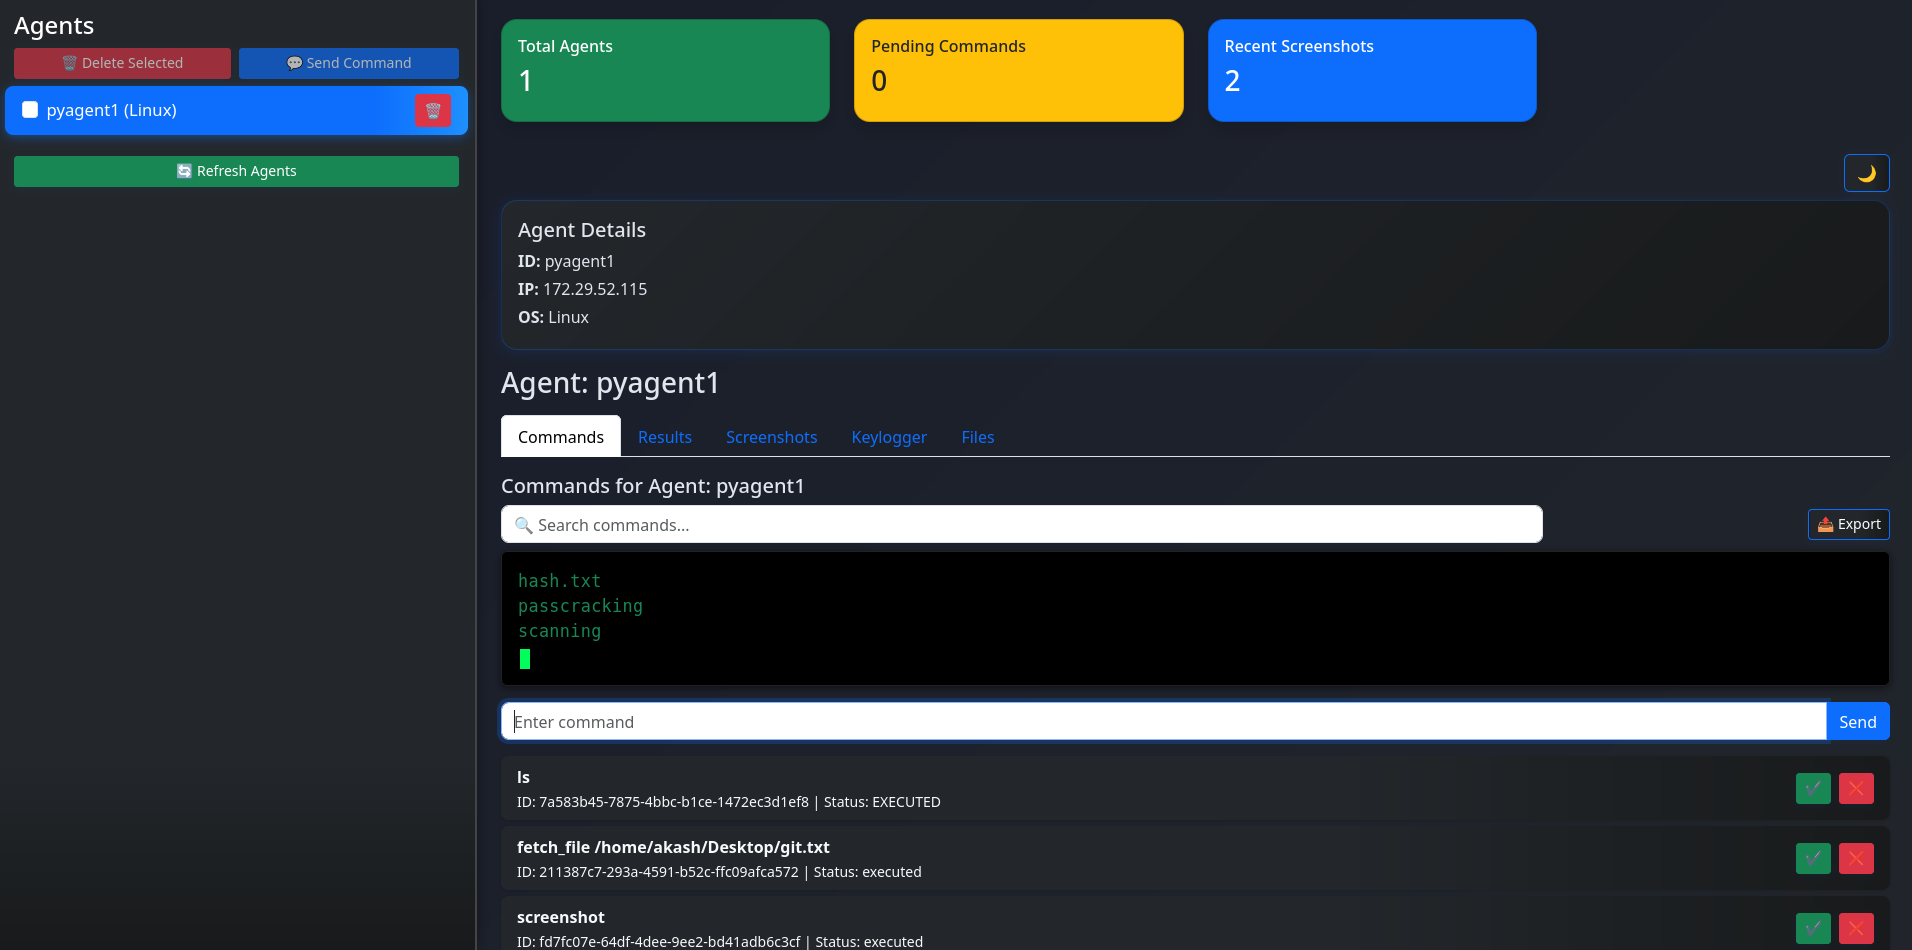 Agents
🗑️ Delete Selected
💬 Send Command
pyagent1 (Linux)
🔄 Refresh Agents
Total Agents
1
Pending Commands
0
Recent Screenshots
2
Agent Details
ID: pyagent1
IP: 172.29.52.115
OS: Linux
Agent: pyagent1
Commands
Results
Screenshots
Keylogger
Files
Commands for Agent: pyagent1
🔍 Search commands...
📤 Export
hash.txt
passcracking
scanning
Enter command
Send
ls
ID: 7a583b45-7875-4bbc-b1ce-1472ec3d1ef8 | Status: EXECUTED
fetch_file /home/akash/Desktop/git.txt
ID: 211387c7-293a-4591-b52c-ffc09afca572 | Status: executed
screenshot
ID: fd7fc07e-64df-4dee-9ee2-bd41adb6c3cf | Status: executed